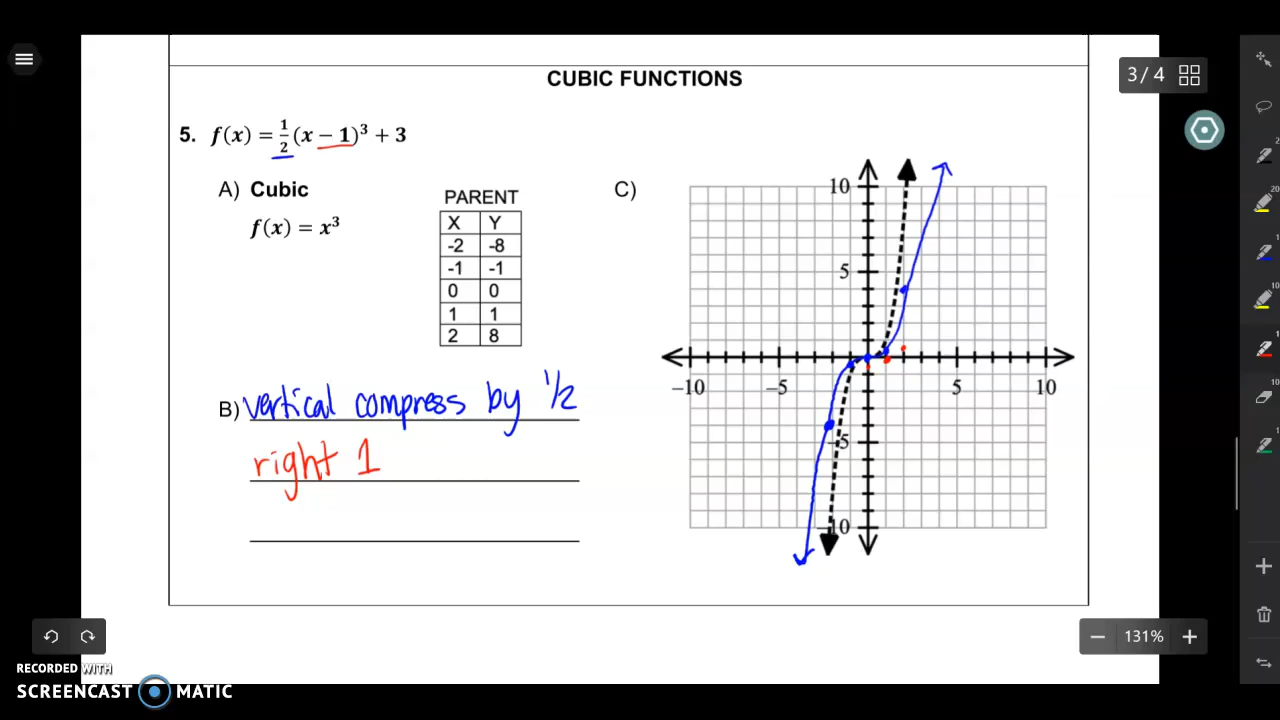 3 / 4
CUBIC FUNCTIONS
5. f(x) = 1/2 (x − 1)³ + 3
A) Cubic
f(x) = x³
PARENT
X Y
-2 -8
-1 -1
0 0
1 1
2 8
B) vertical compress by 1/2
right 1
C)
10
5
−10 −5 5 10
−5
−10
131%
RECORDED WITH
SCREENCAST MATIC